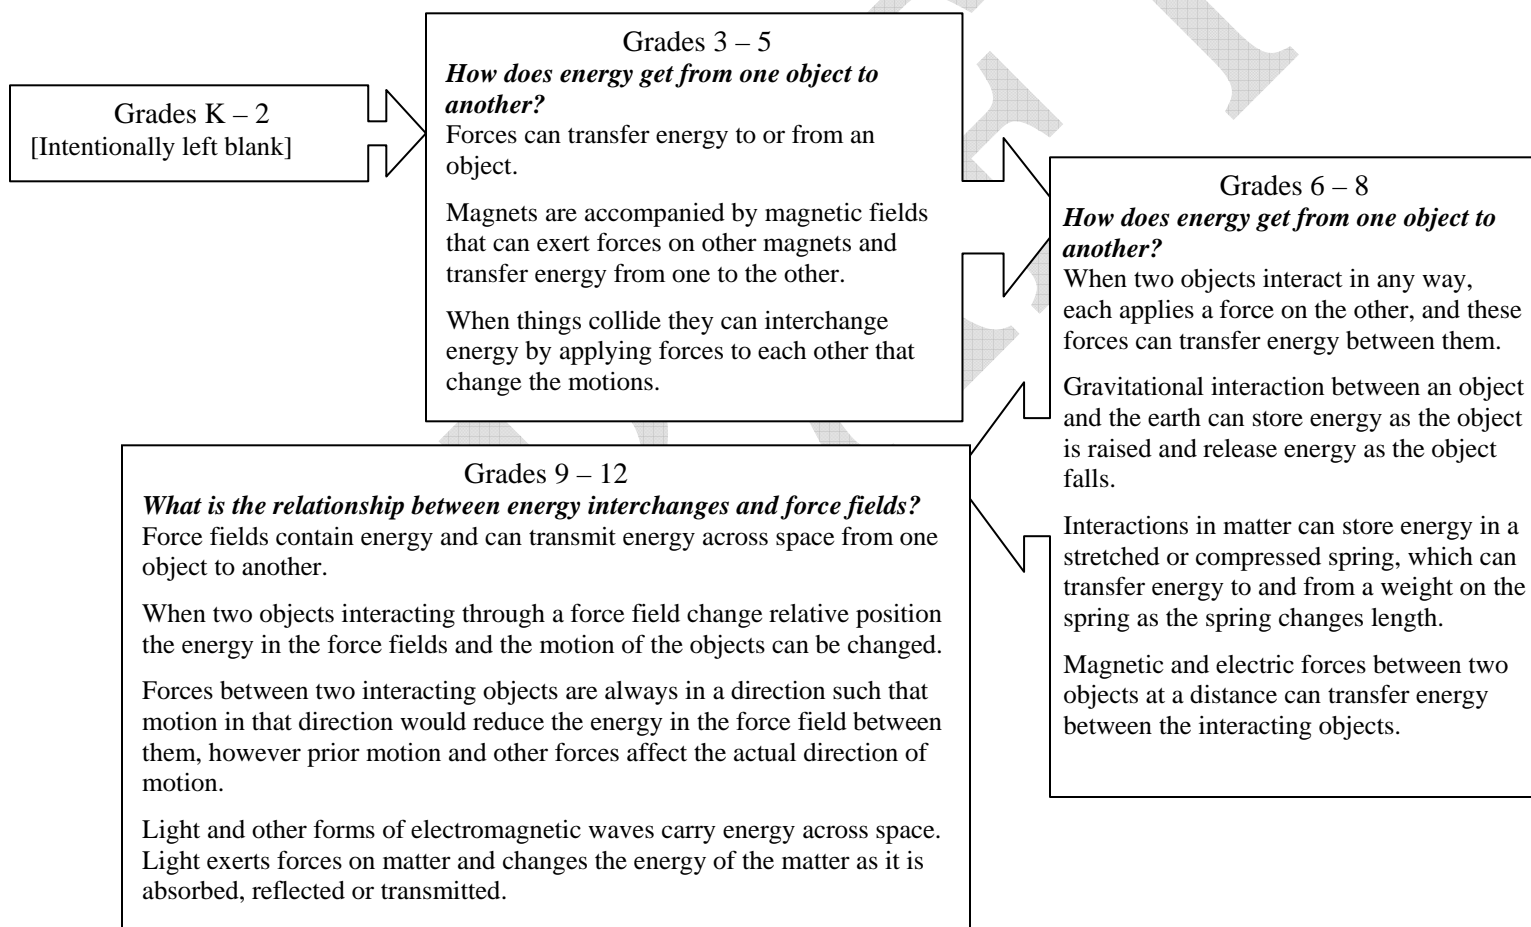 Grades K – 2
[Intentionally left blank]
Grades 3 – 5
How does energy get from one object to
another?
Forces can transfer energy to or from an
object.
Magnets are accompanied by magnetic fields
that can exert forces on other magnets and
transfer energy from one to the other.
When things collide they can interchange
energy by applying forces to each other that
change the motions.
Grades 6 – 8
How does energy get from one object to
another?
When two objects interact in any way,
each applies a force on the other, and these
forces can transfer energy between them.
Gravitational interaction between an object
and the earth can store energy as the object
is raised and release energy as the object
falls.
Interactions in matter can store energy in a
stretched or compressed spring, which can
transfer energy to and from a weight on the
spring as the spring changes length.
Magnetic and electric forces between two
objects at a distance can transfer energy
between the interacting objects.
Grades 9 – 12
What is the relationship between energy interchanges and force fields?
Force fields contain energy and can transmit energy across space from one
object to another.
When two objects interacting through a force field change relative position
the energy in the force fields and the motion of the objects can be changed.
Forces between two interacting objects are always in a direction such that
motion in that direction would reduce the energy in the force field between
them, however prior motion and other forces affect the actual direction of
motion.
Light and other forms of electromagnetic waves carry energy across space.
Light exerts forces on matter and changes the energy of the matter as it is
absorbed, reflected or transmitted.